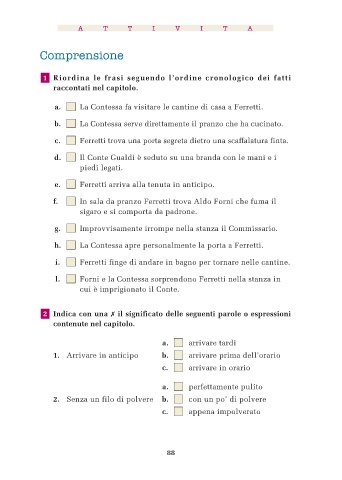 A T T I V I T A
Comprensione
1 Riordina le frasi seguendo l'ordine cronologico dei fatti
raccontati nel capitolo.
a. La Contessa fa visitare le cantine di casa a Ferretti.
b. La Contessa serve direttamente il pranzo che ha cucinato.
c. Ferretti trova una porta segreta dietro una scaffalatura finta.
d. Il Conte Gualdi è seduto su una branda con le mani e i
piedi legati.
e. Ferretti arriva alla tenuta in anticipo.
f. In sala da pranzo Ferretti trova Aldo Forni che fuma il
sigaro e si comporta da padrone.
g. Improvvisamente irrompe nella stanza il Commissario.
h. La Contessa apre personalmente la porta a Ferretti.
i. Ferretti finge di andare in bagno per tornare nelle cantine.
l. Forni e la Contessa sorprendono Ferretti nella stanza in
cui è imprigionato il Conte.
2 Indica con una ✗ il significato delle seguenti parole o espressioni
contenute nel capitolo.
a. arrivare tardi
1. Arrivare in anticipo b. arrivare prima dell'orario
c. arrivare in orario
a. perfettamente pulito
2. Senza un filo di polvere b. con un po' di polvere
c. appena impolverato
88